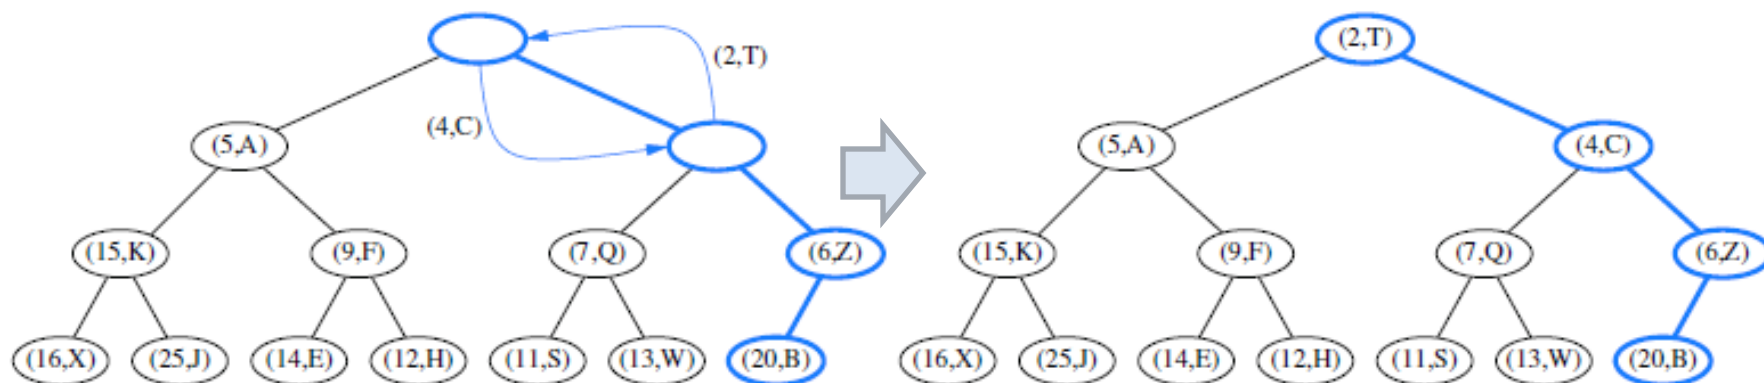 (2,T)
(4,C)
(5,A)
(15,K) (9,F) (7,Q) (6,Z)
(16,X) (25,J) (14,E) (12,H) (11,S) (13,W) (20,B)
(2,T)
(5,A) (4,C)
(15,K) (9,F) (7,Q) (6,Z)
(16,X) (25,J) (14,E) (12,H) (11,S) (13,W) (20,B)